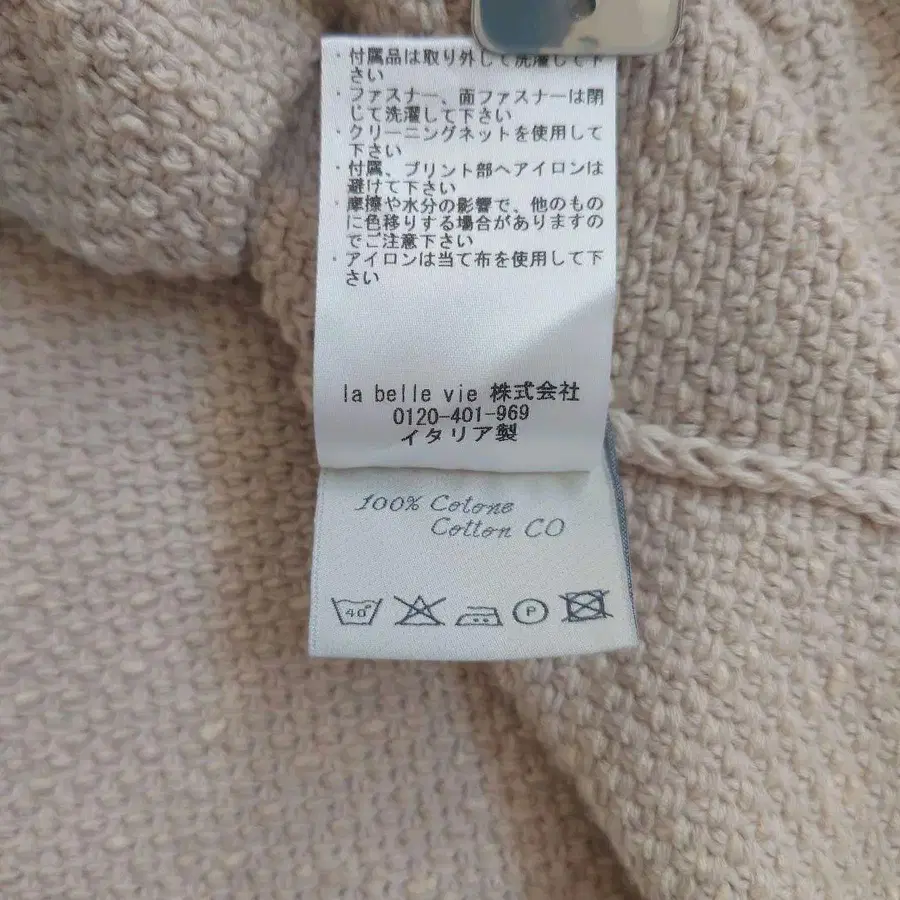 ・付属品は取り外して洗濯して下
さい
・ファスナー、面ファスナーは閉
じて洗濯して下さい
・クリーニングネットを使用して
下さい
・付属、プリント部へアイロンは
避けて下さい
・摩擦や水分の影響で、他のもの
に色移りする場合がありますの
でご注意下さい
・アイロンは当て布を使用して下
さい
la belle vie 株式会社
0120-401-969
イタリア製
100% Cotone
Cotton CO
40° P